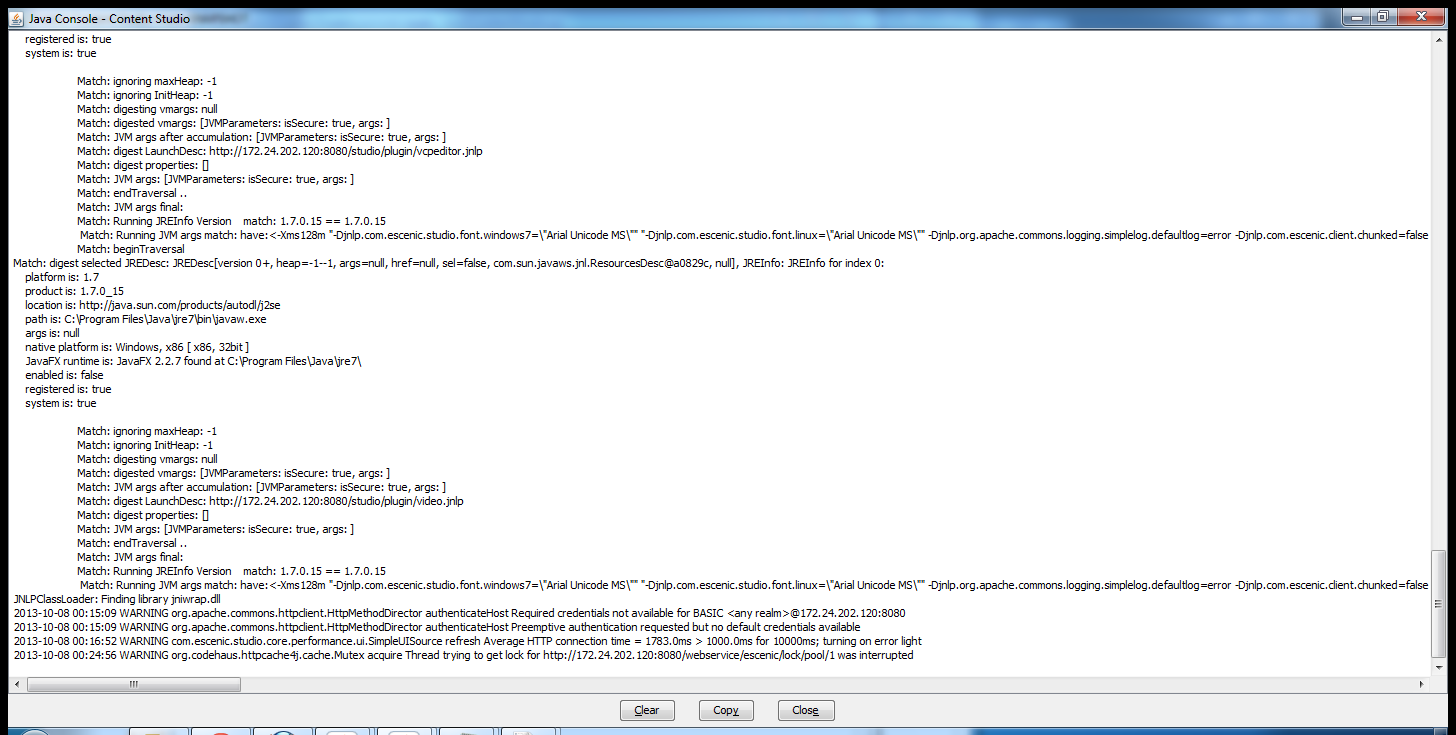 Java Console - Content Studio
registered is: true
system is: true
Match: ignoring maxHeap: -1
Match: ignoring InitHeap: -1
Match: digesting vmargs: null
Match: digested vmargs: [JVMParameters: isSecure: true, args: ]
Match: JVM args after accumulation: [JVMParameters: isSecure: true, args: ]
Match: digest LaunchDesc: http://172.24.202.120:8080/studio/plugin/vcpeditor.jnlp
Match: digest properties: []
Match: JVM args: [JVMParameters: isSecure: true, args: ]
Match: endTraversal ..
Match: JVM args final:
Match: Running JREInfo Version    match: 1.7.0.15 == 1.7.0.15
Match: Running JVM args match: have:<-Xms128m "-Djnlp.com.escenic.studio.font.windows7=\"Arial Unicode MS\"" "-Djnlp.com.escenic.studio.font.linux=\"Arial Unicode MS\"" -Djnlp.org.apache.commons.logging.simplelog.defaultlog=error -Djnlp.com.escenic.client.chunked=false
Match: beginTraversal
Match: digest selected JREDesc: JREDesc[version 0+, heap=-1--1, args=null, href=null, sel=false, com.sun.javaws.jnl.ResourcesDesc@a0829c, null], JREInfo: JREInfo for index 0:
platform is: 1.7
product is: 1.7.0_15
location is: http://java.sun.com/products/autodl/j2se
path is: C:\Program Files\Java\jre7\bin\javaw.exe
args is: null
native platform is: Windows, x86 [ x86, 32bit ]
JavaFX runtime is: JavaFX 2.2.7 found at C:\Program Files\Java\jre7\
enabled is: false
registered is: true
system is: true
Match: ignoring maxHeap: -1
Match: ignoring InitHeap: -1
Match: digesting vmargs: null
Match: digested vmargs: [JVMParameters: isSecure: true, args: ]
Match: JVM args after accumulation: [JVMParameters: isSecure: true, args: ]
Match: digest LaunchDesc: http://172.24.202.120:8080/studio/plugin/video.jnlp
Match: digest properties: []
Match: JVM args: [JVMParameters: isSecure: true, args: ]
Match: endTraversal ..
Match: JVM args final:
Match: Running JREInfo Version    match: 1.7.0.15 == 1.7.0.15
Match: Running JVM args match: have:<-Xms128m "-Djnlp.com.escenic.studio.font.windows7=\"Arial Unicode MS\"" "-Djnlp.com.escenic.studio.font.linux=\"Arial Unicode MS\"" -Djnlp.org.apache.commons.logging.simplelog.defaultlog=error -Djnlp.com.escenic.client.chunked=false
JNLPClassLoader: Finding library jniwrap.dll
2013-10-08 00:15:09 WARNING org.apache.commons.httpclient.HttpMethodDirector authenticateHost Required credentials not available for BASIC <any realm>@172.24.202.120:8080
2013-10-08 00:15:09 WARNING org.apache.commons.httpclient.HttpMethodDirector authenticateHost Preemptive authentication requested but no default credentials available
2013-10-08 00:16:52 WARNING com.escenic.studio.core.performance.ui.SimpleUISource refresh Average HTTP connection time = 1783.0ms > 1000.0ms for 10000ms; turning on error light
2013-10-08 00:24:56 WARNING org.codehaus.httpcache4j.cache.Mutex acquire Thread trying to get lock for http://172.24.202.120:8080/webservice/escenic/lock/pool/1 was interrupted
Clear Copy Close